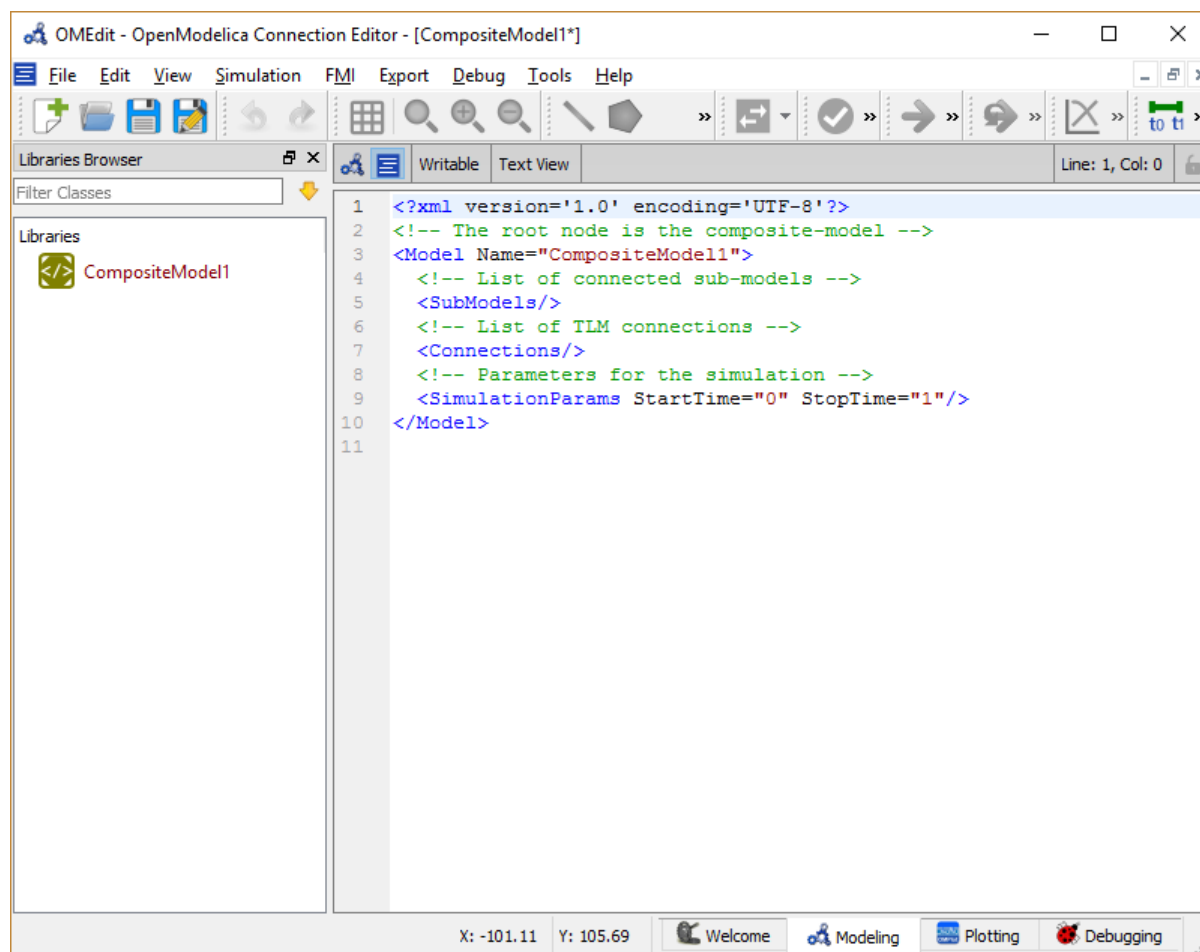 OMEdit - OpenModelica Connection Editor - [CompositeModel1*]
File Edit View Simulation FMI Export Debug Tools Help
t0 t1
Libraries Browser
Filter Classes
Writable Text View Line: 1, Col: 0
Libraries
CompositeModel1
1 <?xml version='1.0' encoding='UTF-8'?>
2 <!-- The root node is the composite-model -->
3 <Model Name="CompositeModel1">
4 <!-- List of connected sub-models -->
5 <SubModels/>
6 <!-- List of TLM connections -->
7 <Connections/>
8 <!-- Parameters for the simulation -->
9 <SimulationParams StartTime="0" StopTime="1"/>
10 </Model>
11
X: -101.11 Y: 105.69 Welcome Modeling Plotting Debugging